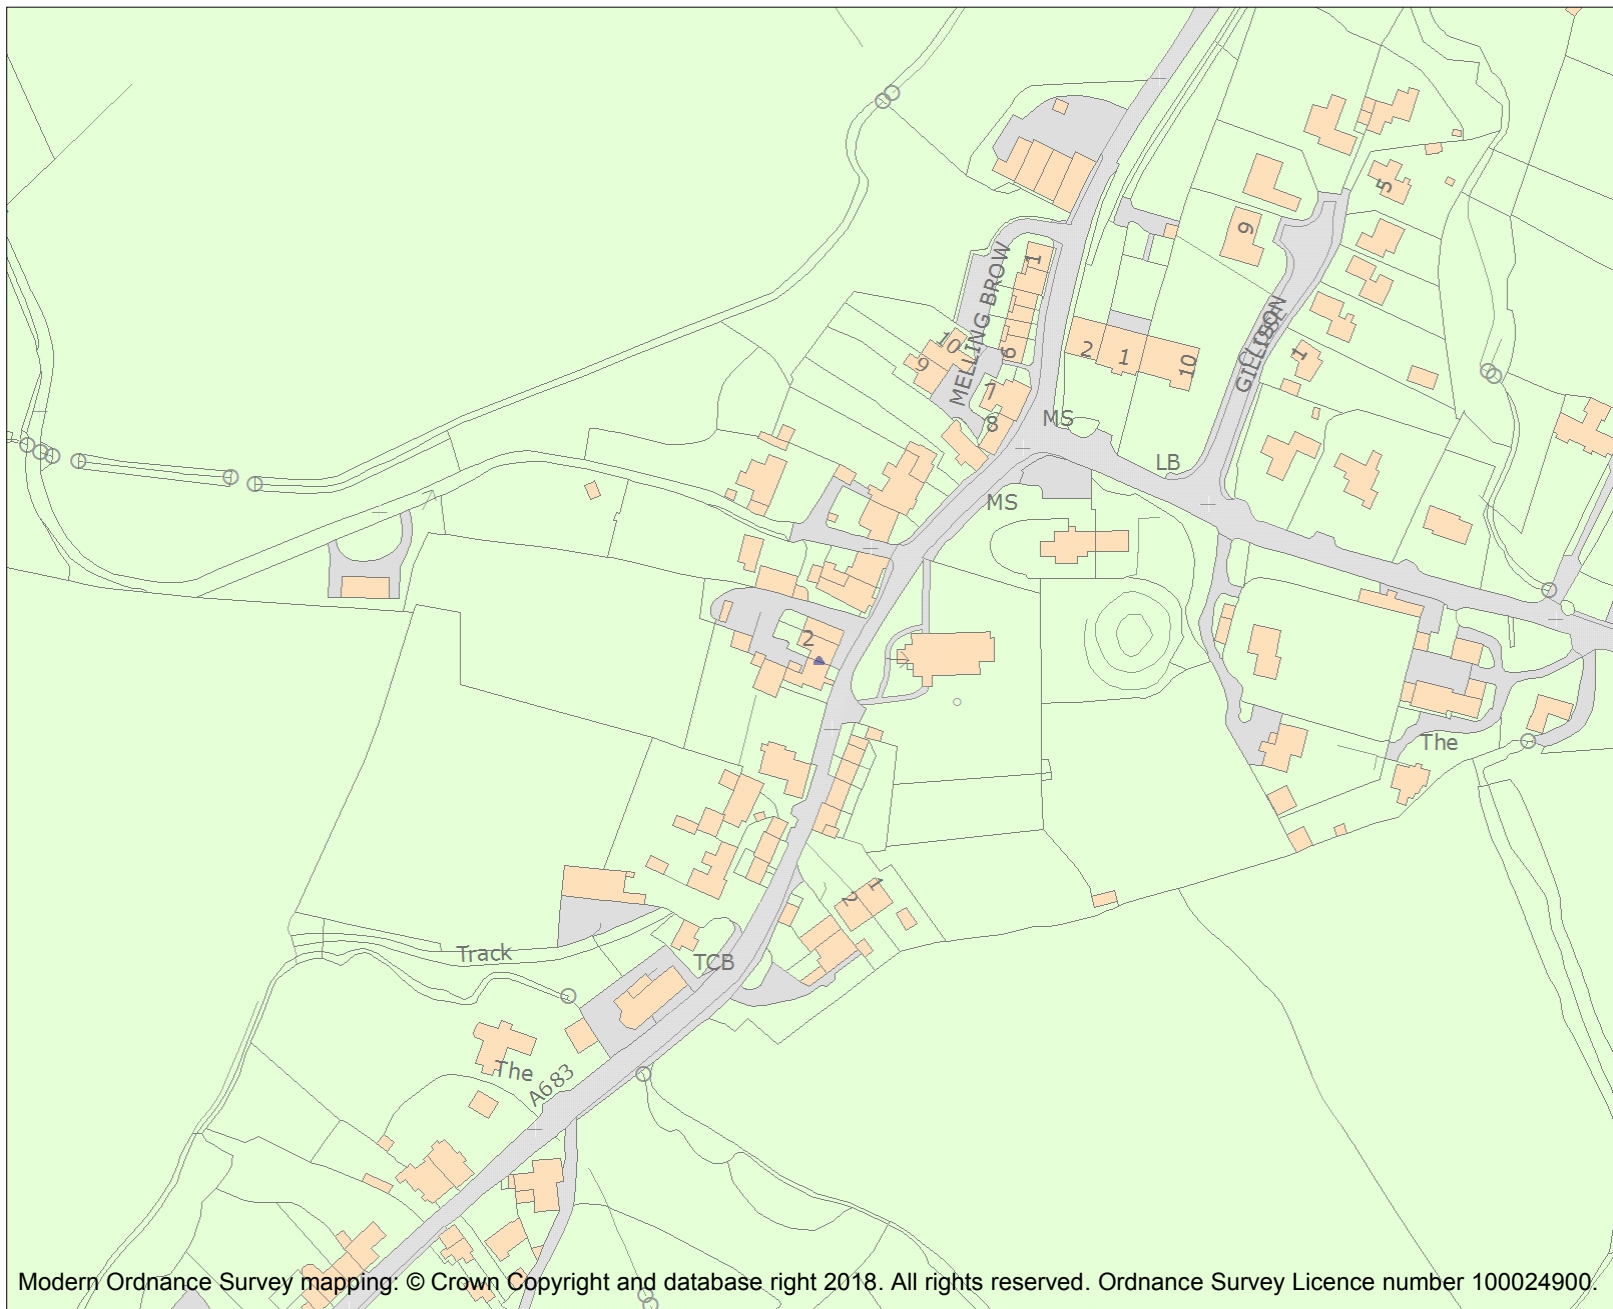 5
9
MELLING BROW
1
10
9
6
7
8
2
1
10
GILLISON
CLOSE
1
MS
LB
MS
2
The
1
2
Track
TCB
The
A683
Modern Ordnance Survey mapping: © Crown Copyright and database right 2018. All rights reserved. Ordnance Survey Licence number 100024900.